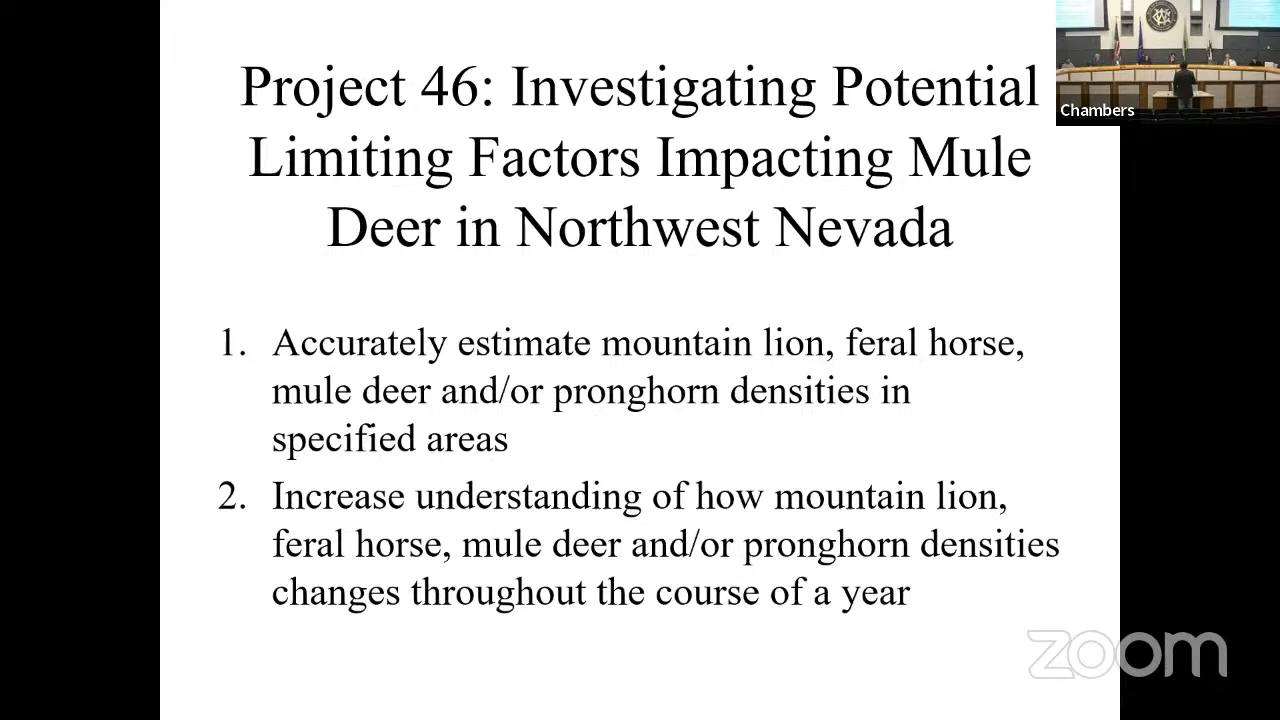 Project 46: Investigating Potential
Limiting Factors Impacting Mule
Deer in Northwest Nevada
Chambers
1. Accurately estimate mountain lion, feral horse,
mule deer and/or pronghorn densities in
specified areas
2. Increase understanding of how mountain lion,
feral horse, mule deer and/or pronghorn densities
changes throughout the course of a year
zoom